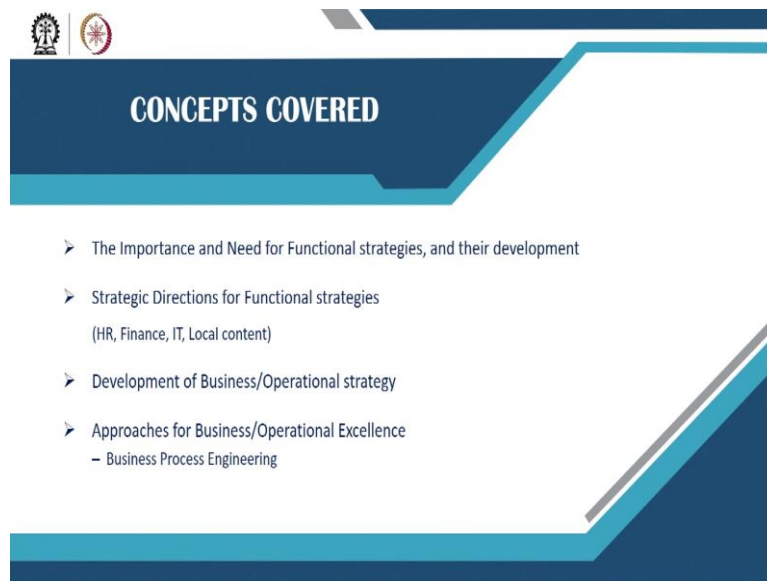 CONCEPTS COVERED
➢ The Importance and Need for Functional strategies, and their development
➢ Strategic Directions for Functional strategies
(HR, Finance, IT, Local content)
➢ Development of Business/Operational strategy
➢ Approaches for Business/Operational Excellence
– Business Process Engineering